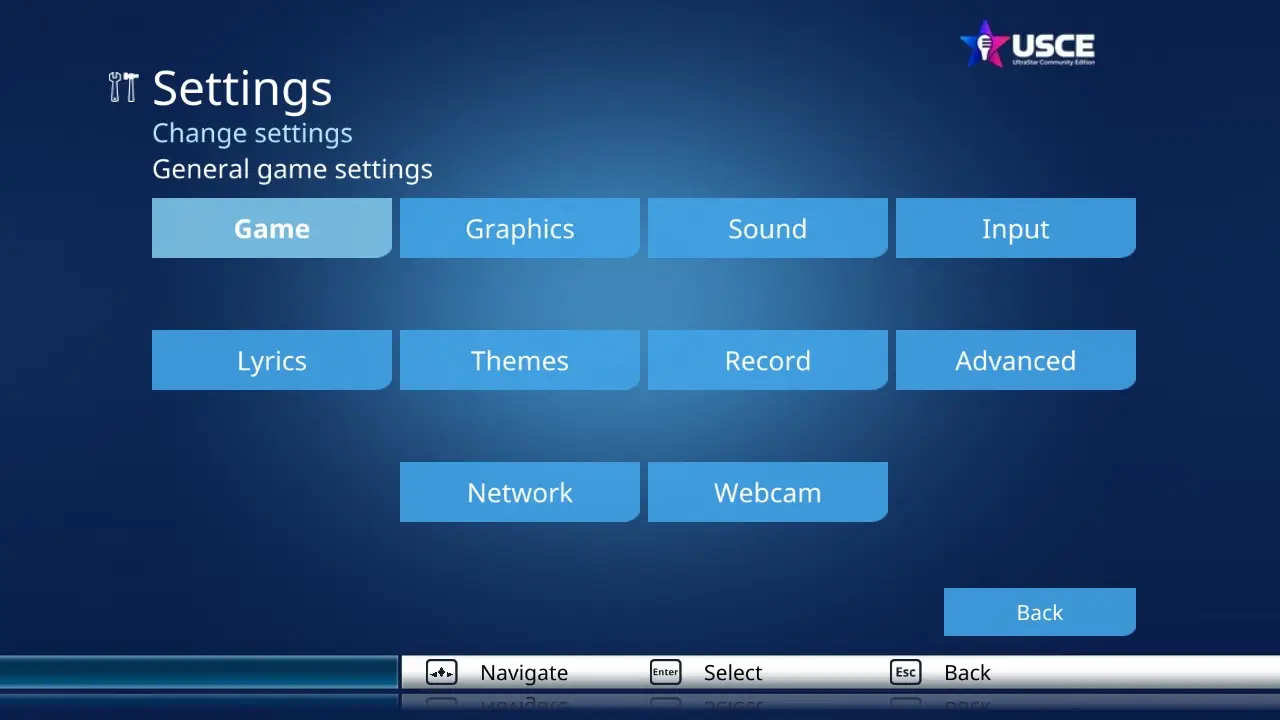 USCE
UltraStar Community Edition
Settings
Change settings
General game settings
Game Graphics Sound Input
Lyrics Themes Record Advanced
Network Webcam
Back
Navigate Enter Select Esc Back